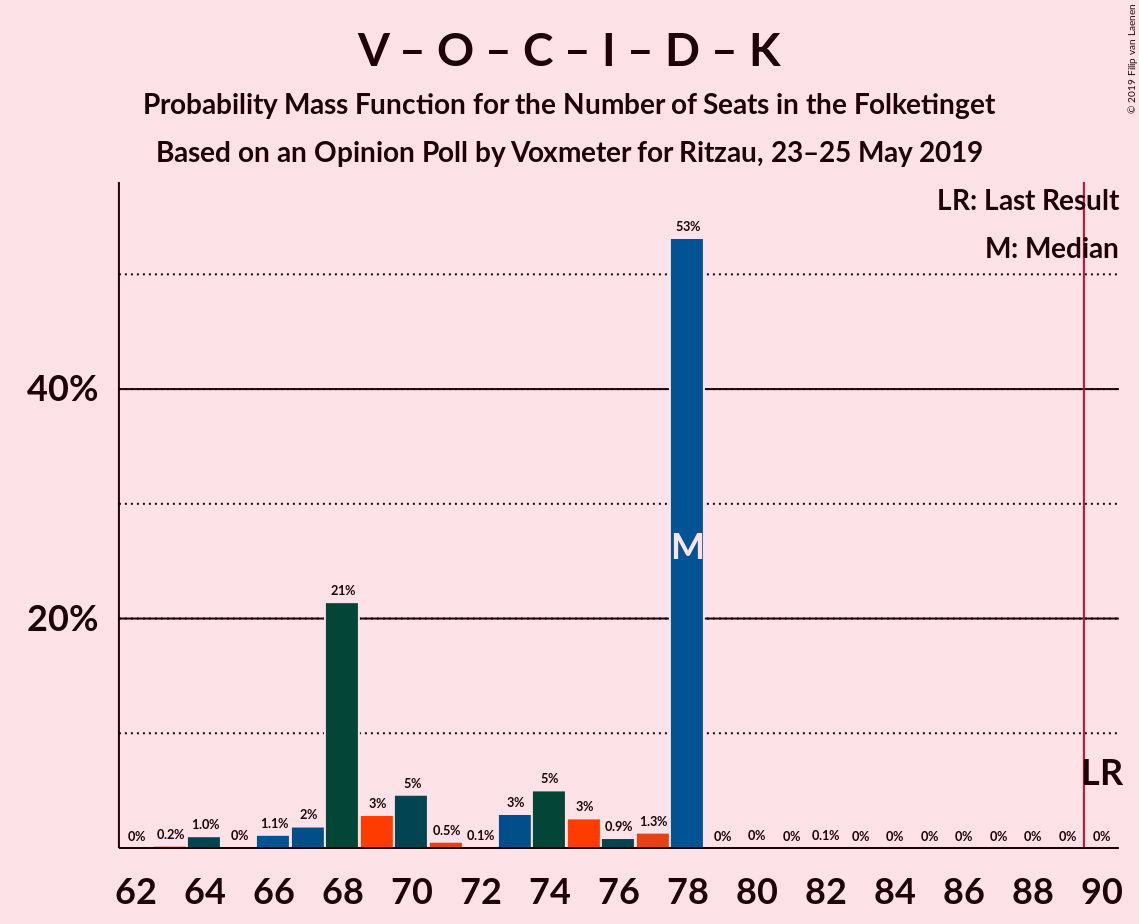 V – O – C – I – D – K
Probability Mass Function for the Number of Seats in the Folketinget
Based on an Opinion Poll by Voxmeter for Ritzau, 23–25 May 2019
© 2019 Filip van Laenen
LR: Last Result
M: Median
53%
40%
M
21%
20%
LR
0% 0.2% 1.0% 0% 1.1% 2% 3% 5% 0.5% 0.1% 3% 5% 3% 0.9% 1.3% 0% 0% 0% 0.1% 0% 0% 0% 0% 0% 0% 0% 0%
62 64 66 68 70 72 74 76 78 80 82 84 86 88 90